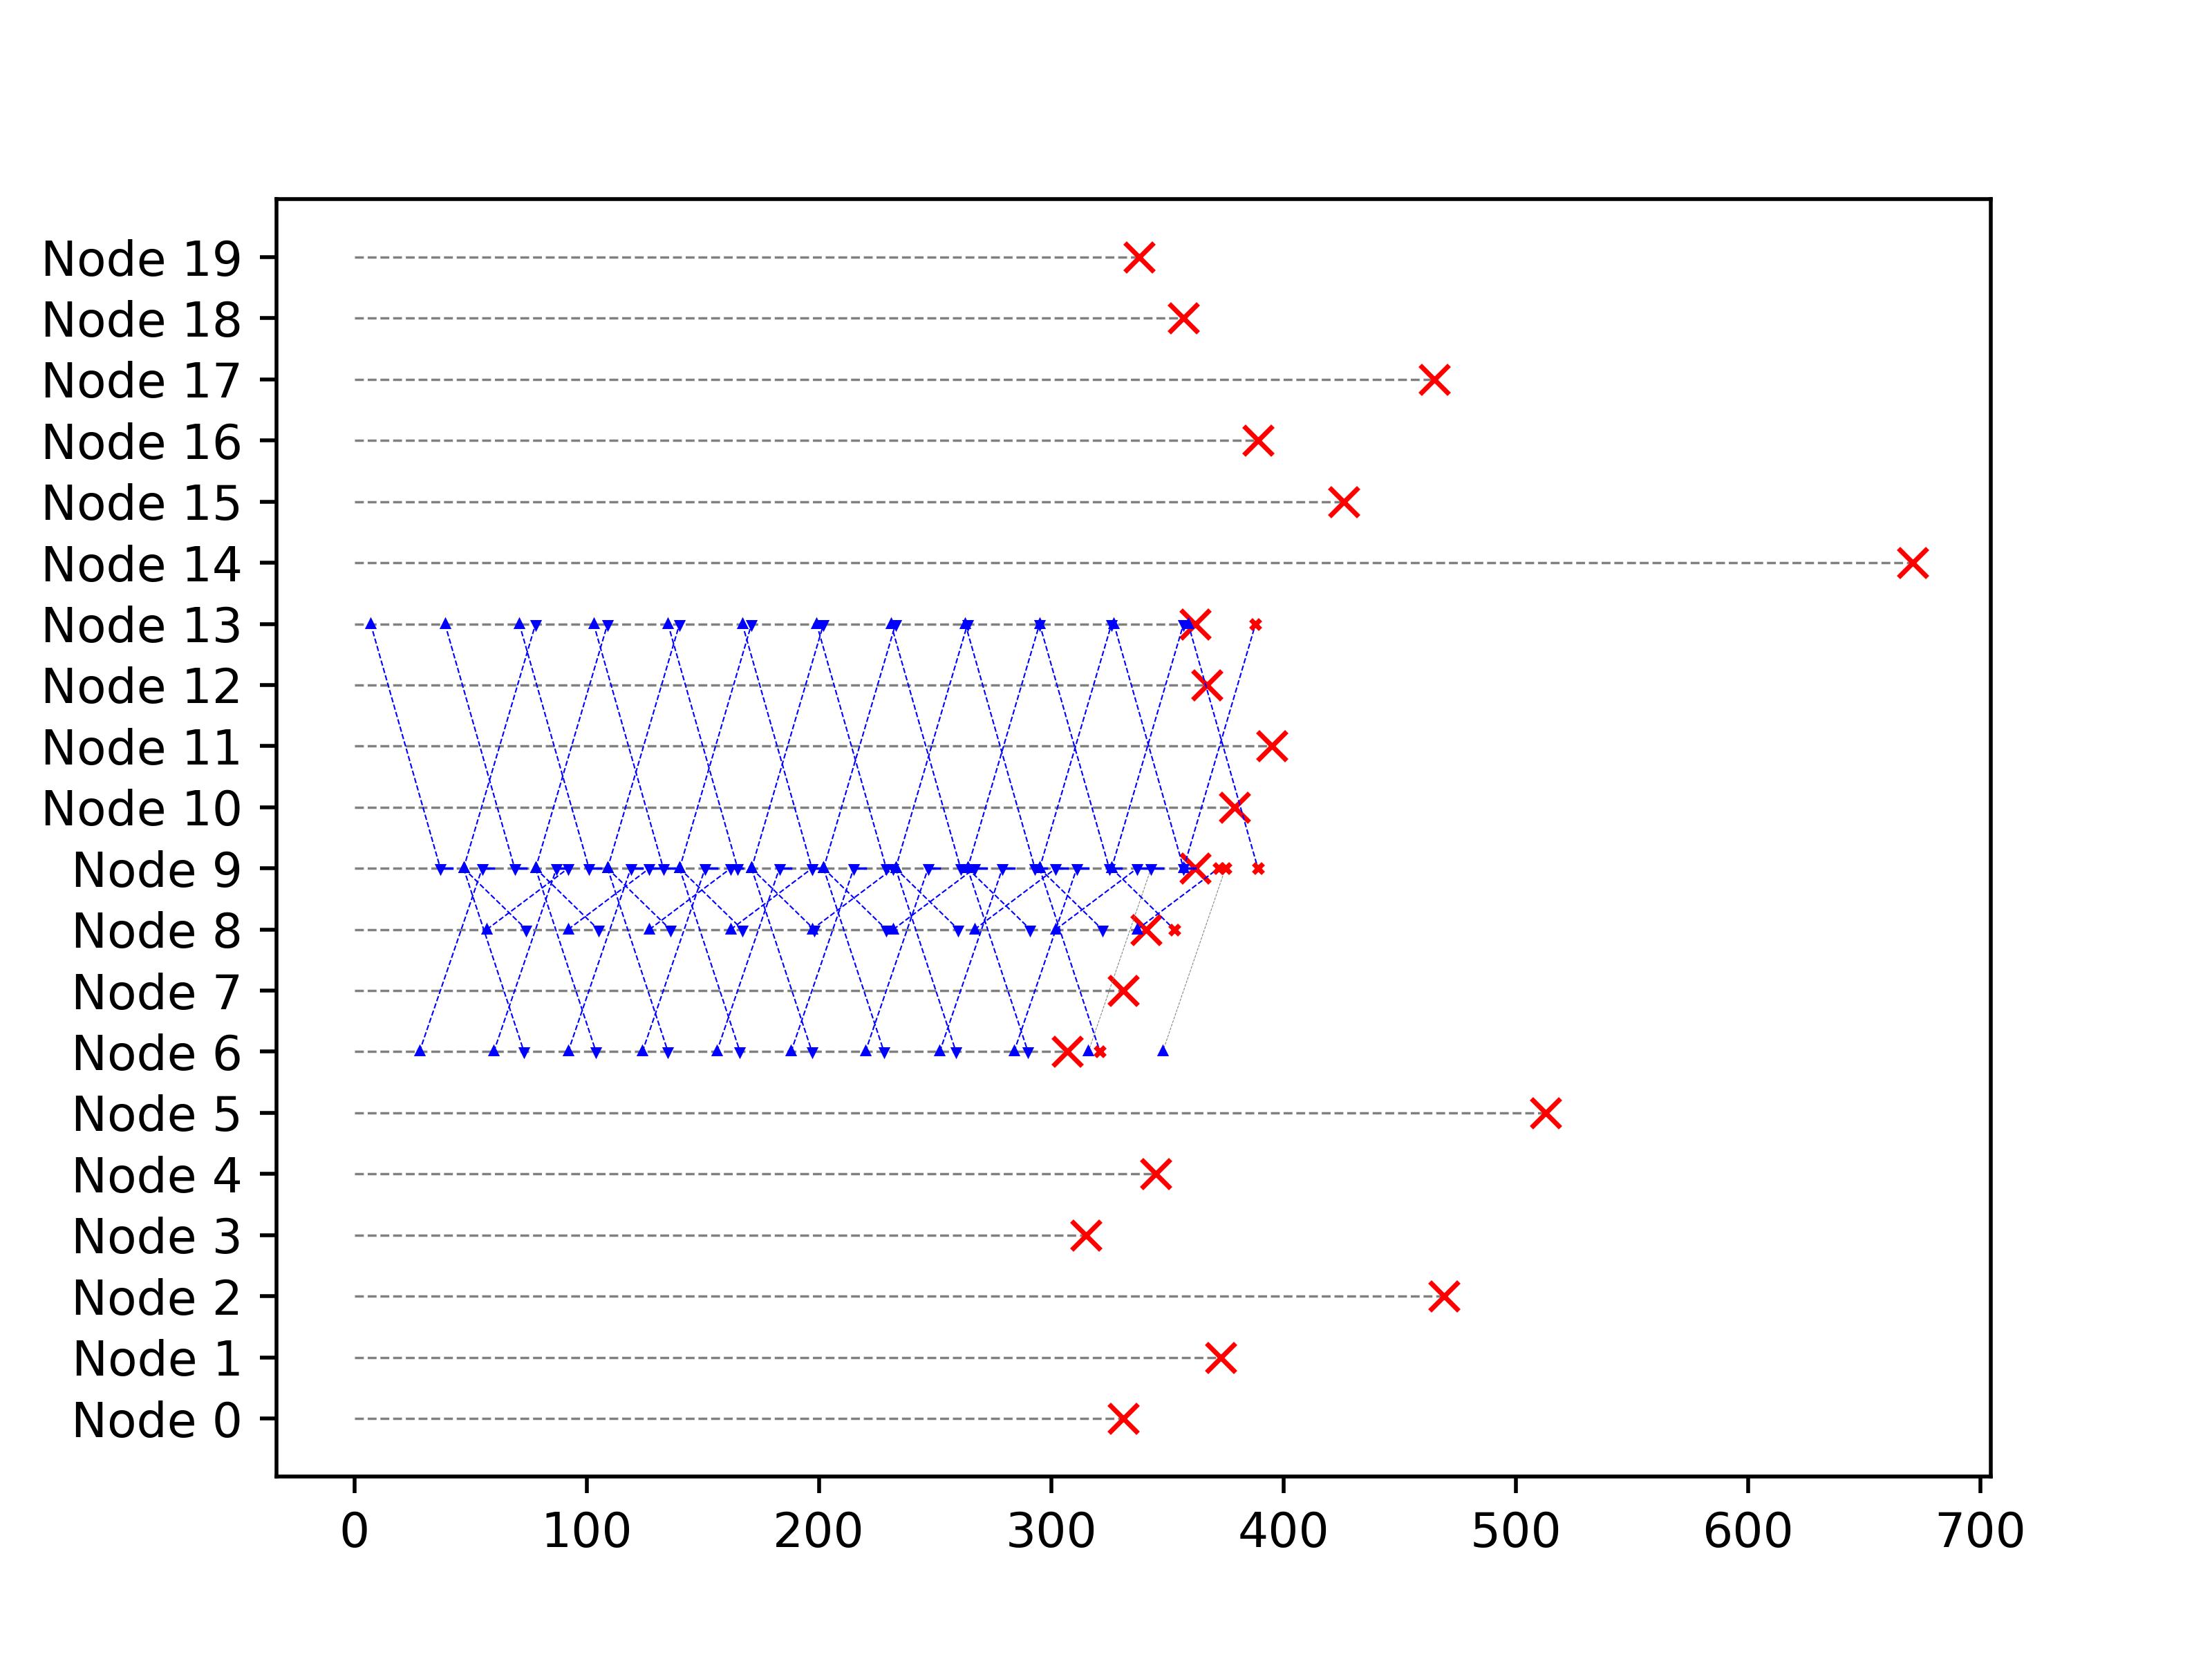 Node 19
Node 18
Node 17
Node 16
Node 15
Node 14
Node 13
Node 12
Node 11
Node 10
Node 9
Node 8
Node 7
Node 6
Node 5
Node 4
Node 3
Node 2
Node 1
Node 0
0 100 200 300 400 500 600 700